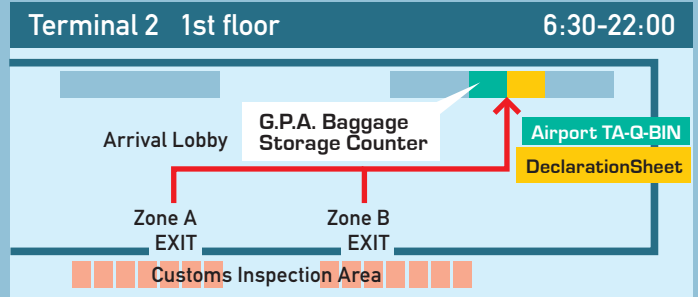 Terminal 2 1st floor 6:30-22:00
G.P.A. Baggage
Storage Counter
Arrival Lobby
Airport TA-Q-BIN
DeclarationSheet
Zone A
EXIT
Zone B
EXIT
Customs Inspection Area